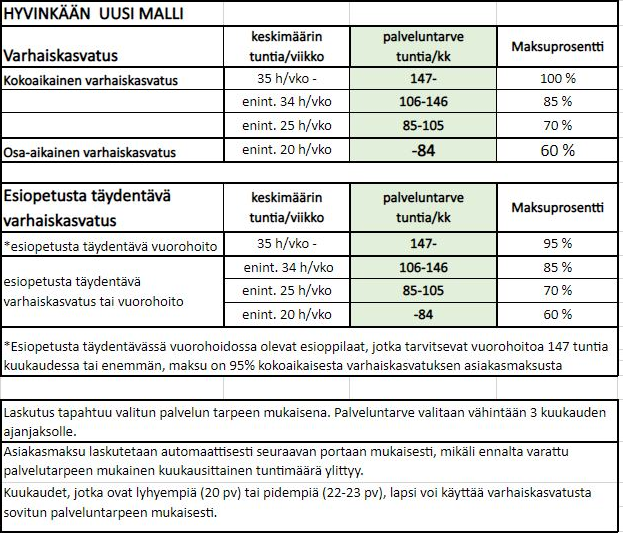 HYVINKÄÄN UUSI MALLI
Varhaiskasvatus
keskimäärin
tuntia/viikko
palveluntarve
tuntia/kk
Maksuprosentti
Kokoaikainen varhaiskasvatus
35 h/vko -
147-
100 %
enint. 34 h/vko
106-146
85 %
enint. 25 h/vko
85-105
70 %
Osa-aikainen varhaiskasvatus
enint. 20 h/vko
-84
60 %
Esiopetusta täydentävä
varhaiskasvatus
keskimäärin
tuntia/viikko
palveluntarve
tuntia/kk
Maksuprosentti
*esiopetusta täydentävä vuorohoito
35 h/vko -
147-
95 %
esiopetusta täydentävä
varhaiskasvatus tai vuorohoito
enint. 34 h/vko
106-146
85 %
enint. 25 h/vko
85-105
70 %
enint. 20 h/vko
-84
60 %
*Esiopetusta täydentävässä vuorohoidossa olevat esioppilaat, jotka tarvitsevat vuorohoitoa 147 tuntia
kuukaudessa tai enemmän, maksu on 95% kokoaikaisesta varhaiskasvatuksen asiakasmaksusta
Laskutus tapahtuu valitun palvelun tarpeen mukaisena. Palveluntarve valitaan vähintään 3 kuukauden
ajanjaksolle.
Asiakasmaksu laskutetaan automaattisesti seuraavan portaan mukaisesti, mikäli ennalta varattu
palvelutarpeen mukainen kuukausittainen tuntimäärä ylittyy.
Kuukaudet, jotka ovat lyhyempiä (20 pv) tai pidempiä (22-23 pv), lapsi voi käyttää varhaiskasvatusta
sovitun palveluntarpeen mukaisesti.